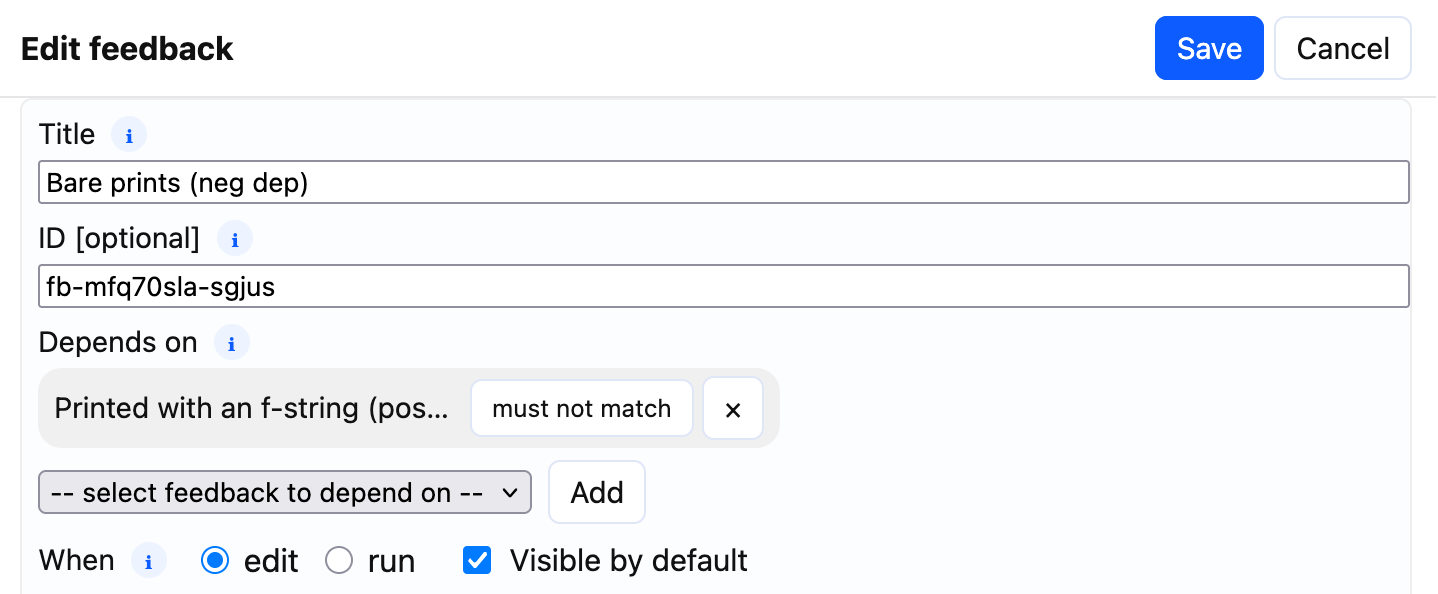 Edit feedback
Save
Cancel
Title i
Bare prints (neg dep)
ID [optional] i
fb-mfq70sla-sgjus
Depends on i
Printed with an f-string (pos... must not match ×
-- select feedback to depend on -- Add
When i edit run Visible by default